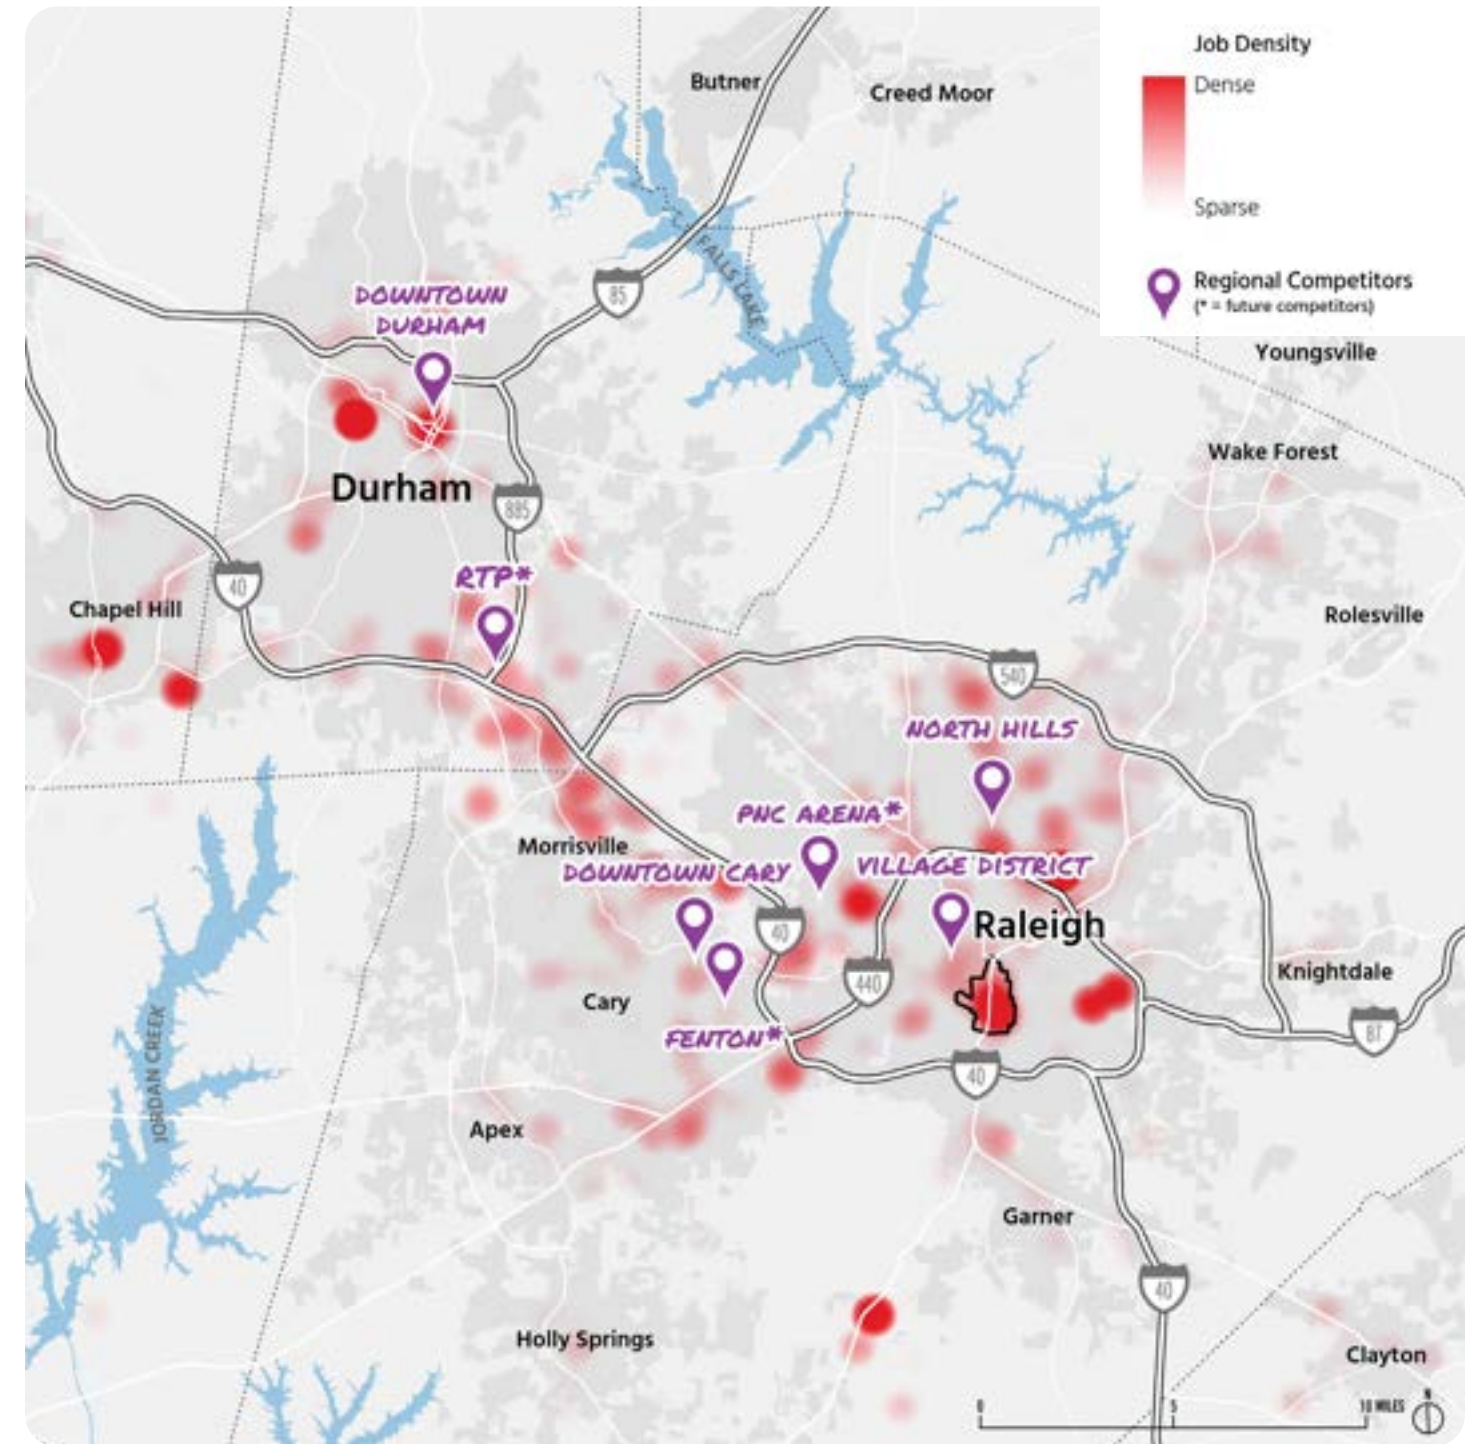 Job Density
Dense
Sparse
Regional Competitors
(* = future competitors)
Butner
Creed Moor
FALLS LAKE
85
DOWNTOWN
DURHAM
Youngsville
Wake Forest
Durham
885
RTP*
40
Chapel Hill
Rolesville
540
NORTH HILLS
PNC ARENA*
Morrisville
DOWNTOWN CARY
VILLAGE DISTRICT
Raleigh
40
440
Knightdale
Cary
FENTON*
87
JORDAN CREEK
40
Apex
Garner
40
Holly Springs
Clayton
0 5 10 MILES
N